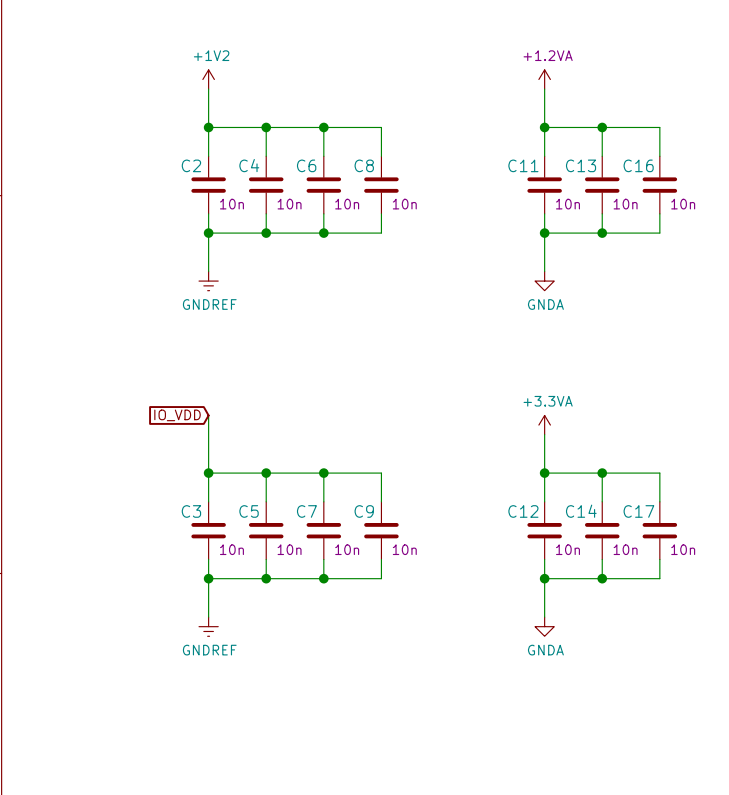 +1V2
C2 C4 C6 C8
10n 10n 10n 10n
GNDREF
+1.2VA
C11 C13 C16
10n 10n 10n
GNDA
IO_VDD
C3 C5 C7 C9
10n 10n 10n 10n
GNDREF
+3.3VA
C12 C14 C17
10n 10n 10n
GNDA